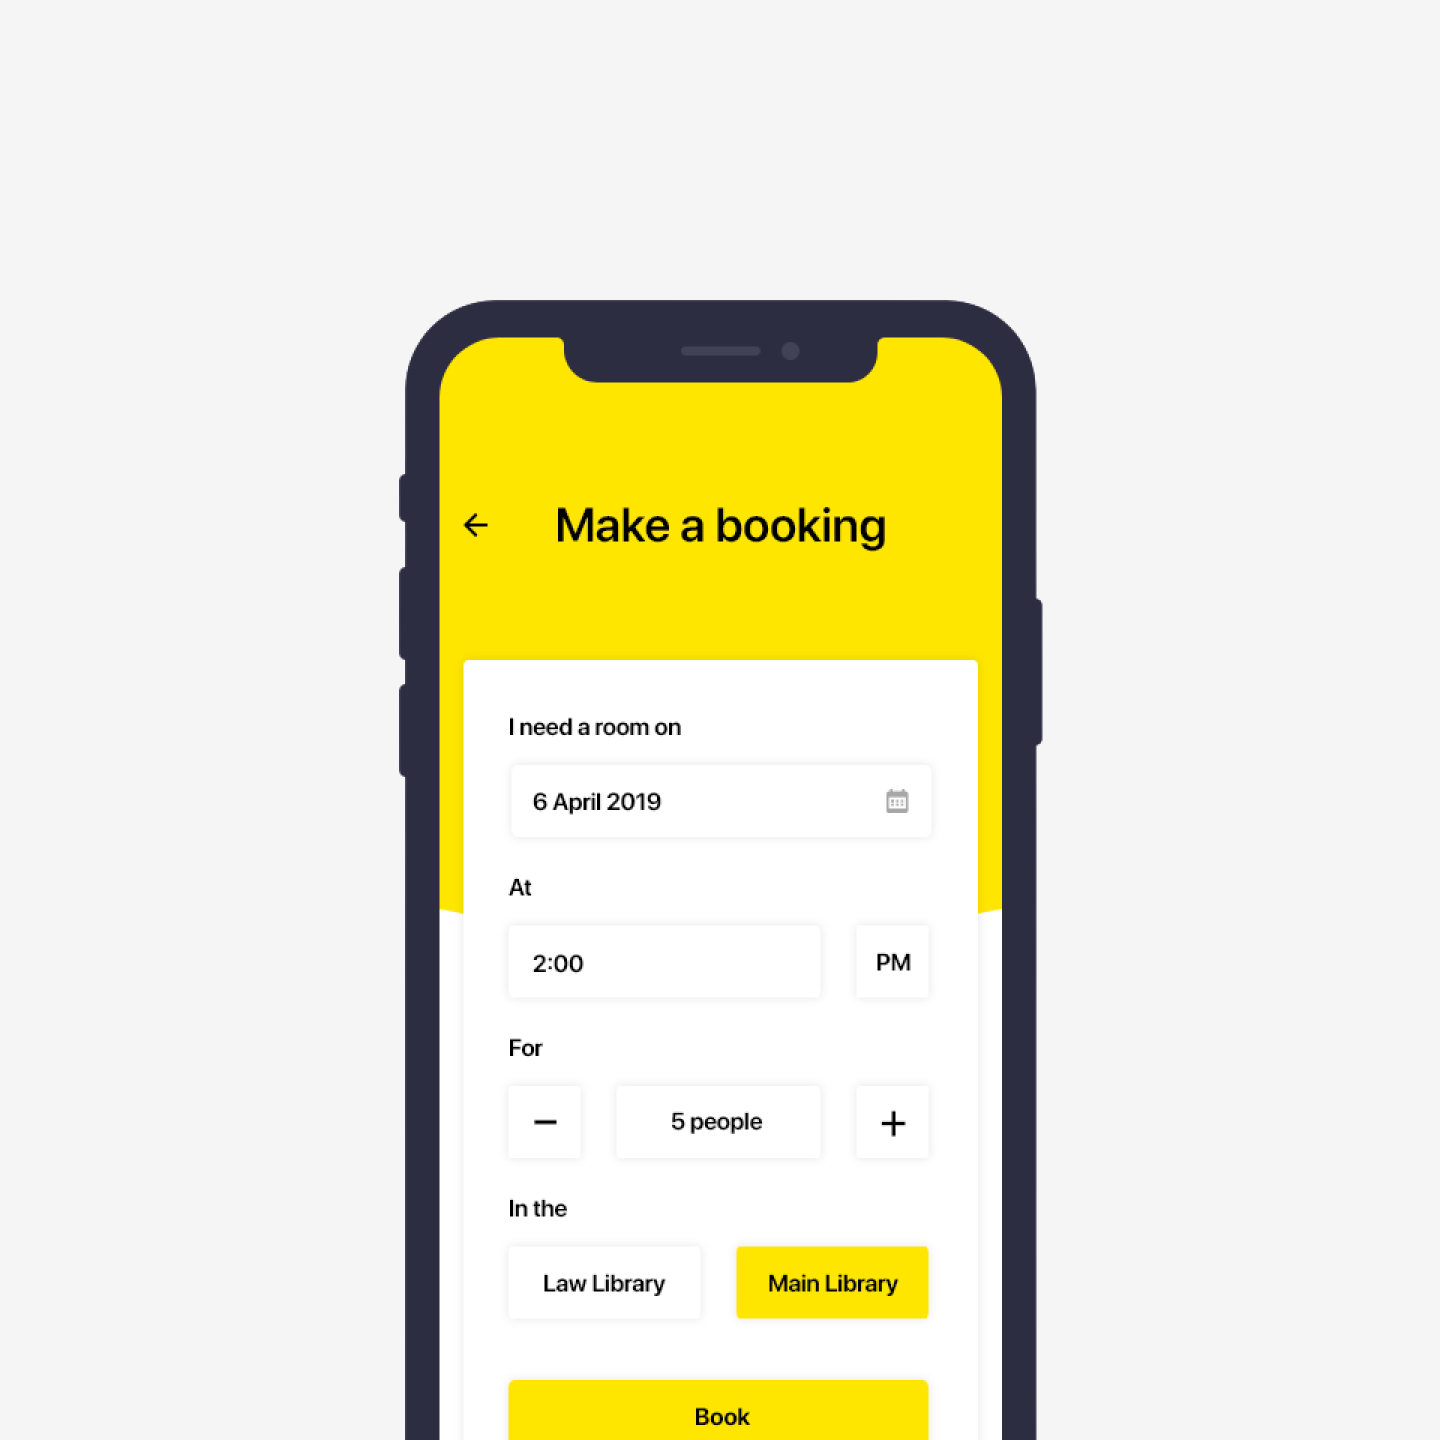 Make a booking
I need a room on
6 April 2019
At
2:00
PM
For
5 people
In the
Law Library
Main Library
Book